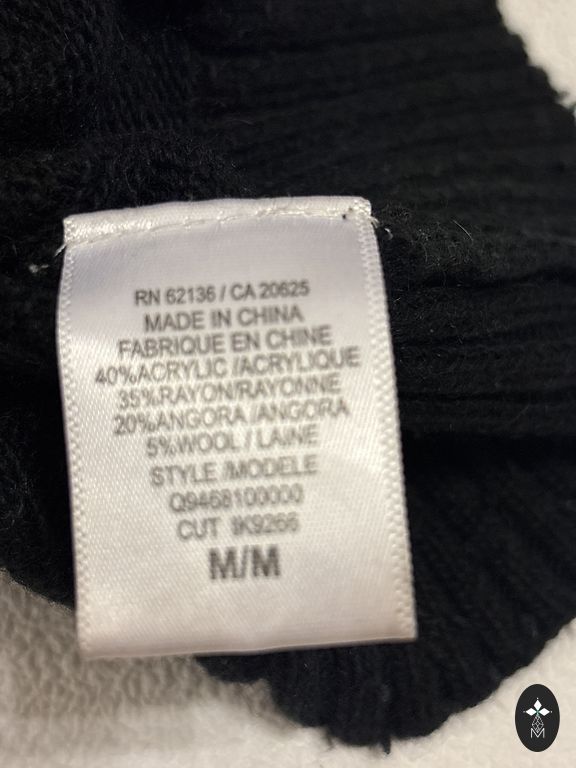 RN 62136 / CA 20625
MADE IN CHINA
FABRIQUE EN CHINE
40%ACRYLIC /ACRYLIQUE
35%RAYON/RAYONNE
20%ANGORA /ANGORA
5%WOOL / LAINE
STYLE /MODELE
Q9468100000
CUT IK9266
M/M
M